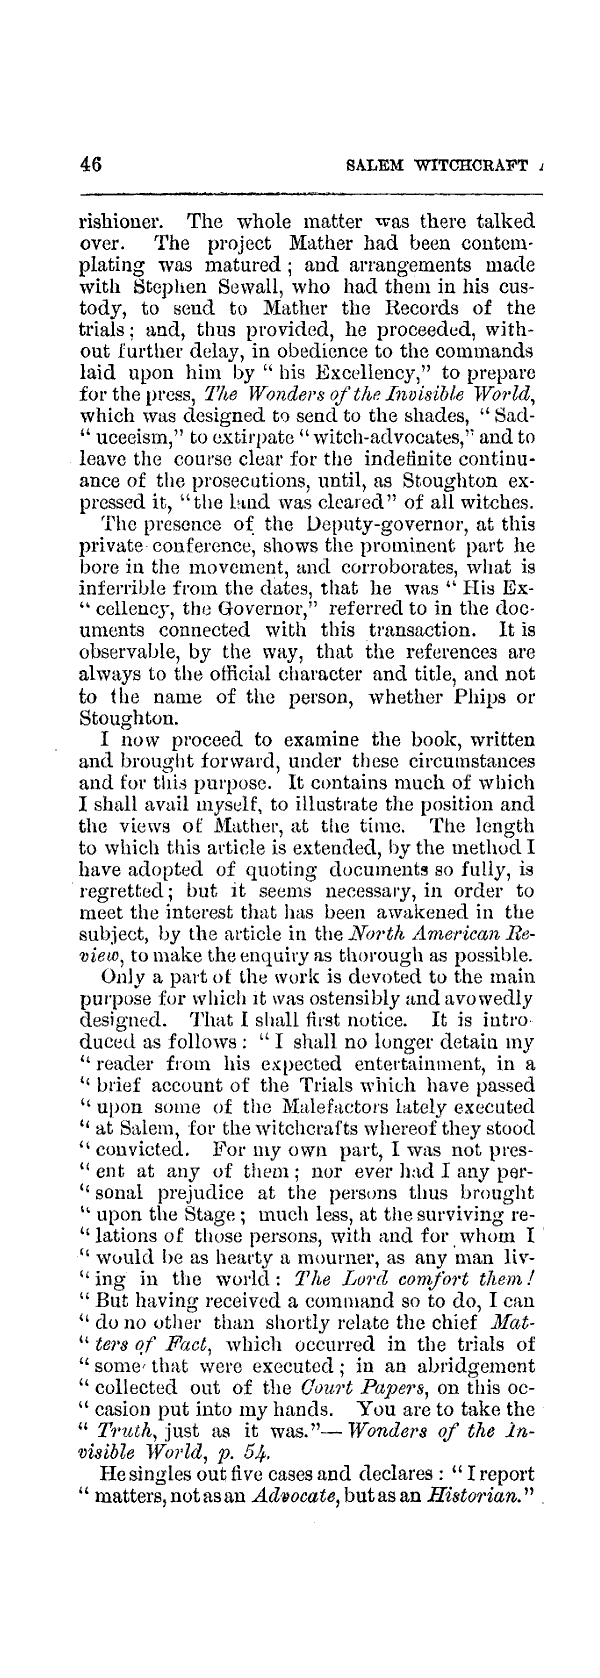 46 SALEM WITCHCRAFT
rishioner. The whole matter was there talked
over. The project Mather had been contem-
plating was matured; and arrangements made
with Stephen Sewall, who had them in his cus-
tody, to send to Mather the Records of the
trials; and, thus provided, he proceeded, with-
out further delay, in obedience to the commands
laid upon him by “ his Excellency,” to prepare
for the press, The Wonders of the Invisible World,
which was designed to send to the shades, “ Sad-
“ uceeism,” to extirpate “ witch-advocates,” and to
leave the course clear for the indefinite continu-
ance of the prosecutions, until, as Stoughton ex-
pressed it, “the land was cleared” of all witches.
The presence of the Deputy-governor, at this
private conference, shows the prominent part he
bore in the movement, and corroborates, what is
inferrible from the dates, that he was “ His Ex-
“ cellency, the Governor,” referred to in the doc-
uments connected with this transaction. It is
observable, by the way, that the references are
always to the official character and title, and not
to the name of the person, whether Phips or
Stoughton.
I now proceed to examine the book, written
and brought forward, under these circumstances
and for this purpose. It contains much of which
I shall avail myself, to illustrate the position and
the views of Mather, at the time. The length
to which this article is extended, by the method I
have adopted of quoting documents so fully, is
regretted; but it seems necessary, in order to
meet the interest that has been awakened in the
subject, by the article in the North American Re-
view, to make the enquiry as thorough as possible.
Only a part of the work is devoted to the main
purpose for which it was ostensibly and avowedly
designed. That I shall first notice. It is intro-
duced as follows: “ I shall no longer detain my
“ reader from his expected entertainment, in a
“ brief account of the Trials which have passed
“ upon some of the Malefactors lately executed
“ at Salem, for the witchcrafts whereof they stood
“ convicted. For my own part, I was not pres-
“ ent at any of them; nor ever had I any per-
“ sonal prejudice at the persons thus brought
“ upon the Stage; much less, at the surviving re-
“ lations of those persons, with and for whom I
“ would be as hearty a mourner, as any man liv-
“ ing in the world: The Lord comfort them!
“ But having received a command so to do, I can
“ do no other than shortly relate the chief Mat-
“ ters of Fact, which occurred in the trials of
“ some that were executed; in an abridgement
“ collected out of the Court Papers, on this oc-
“ casion put into my hands. You are to take the
“ Truth, just as it was.”—Wonders of the In-
visible World, p. 54.
He singles out five cases and declares: “ I report
“ matters, not as an Advocate, but as an Historian.”